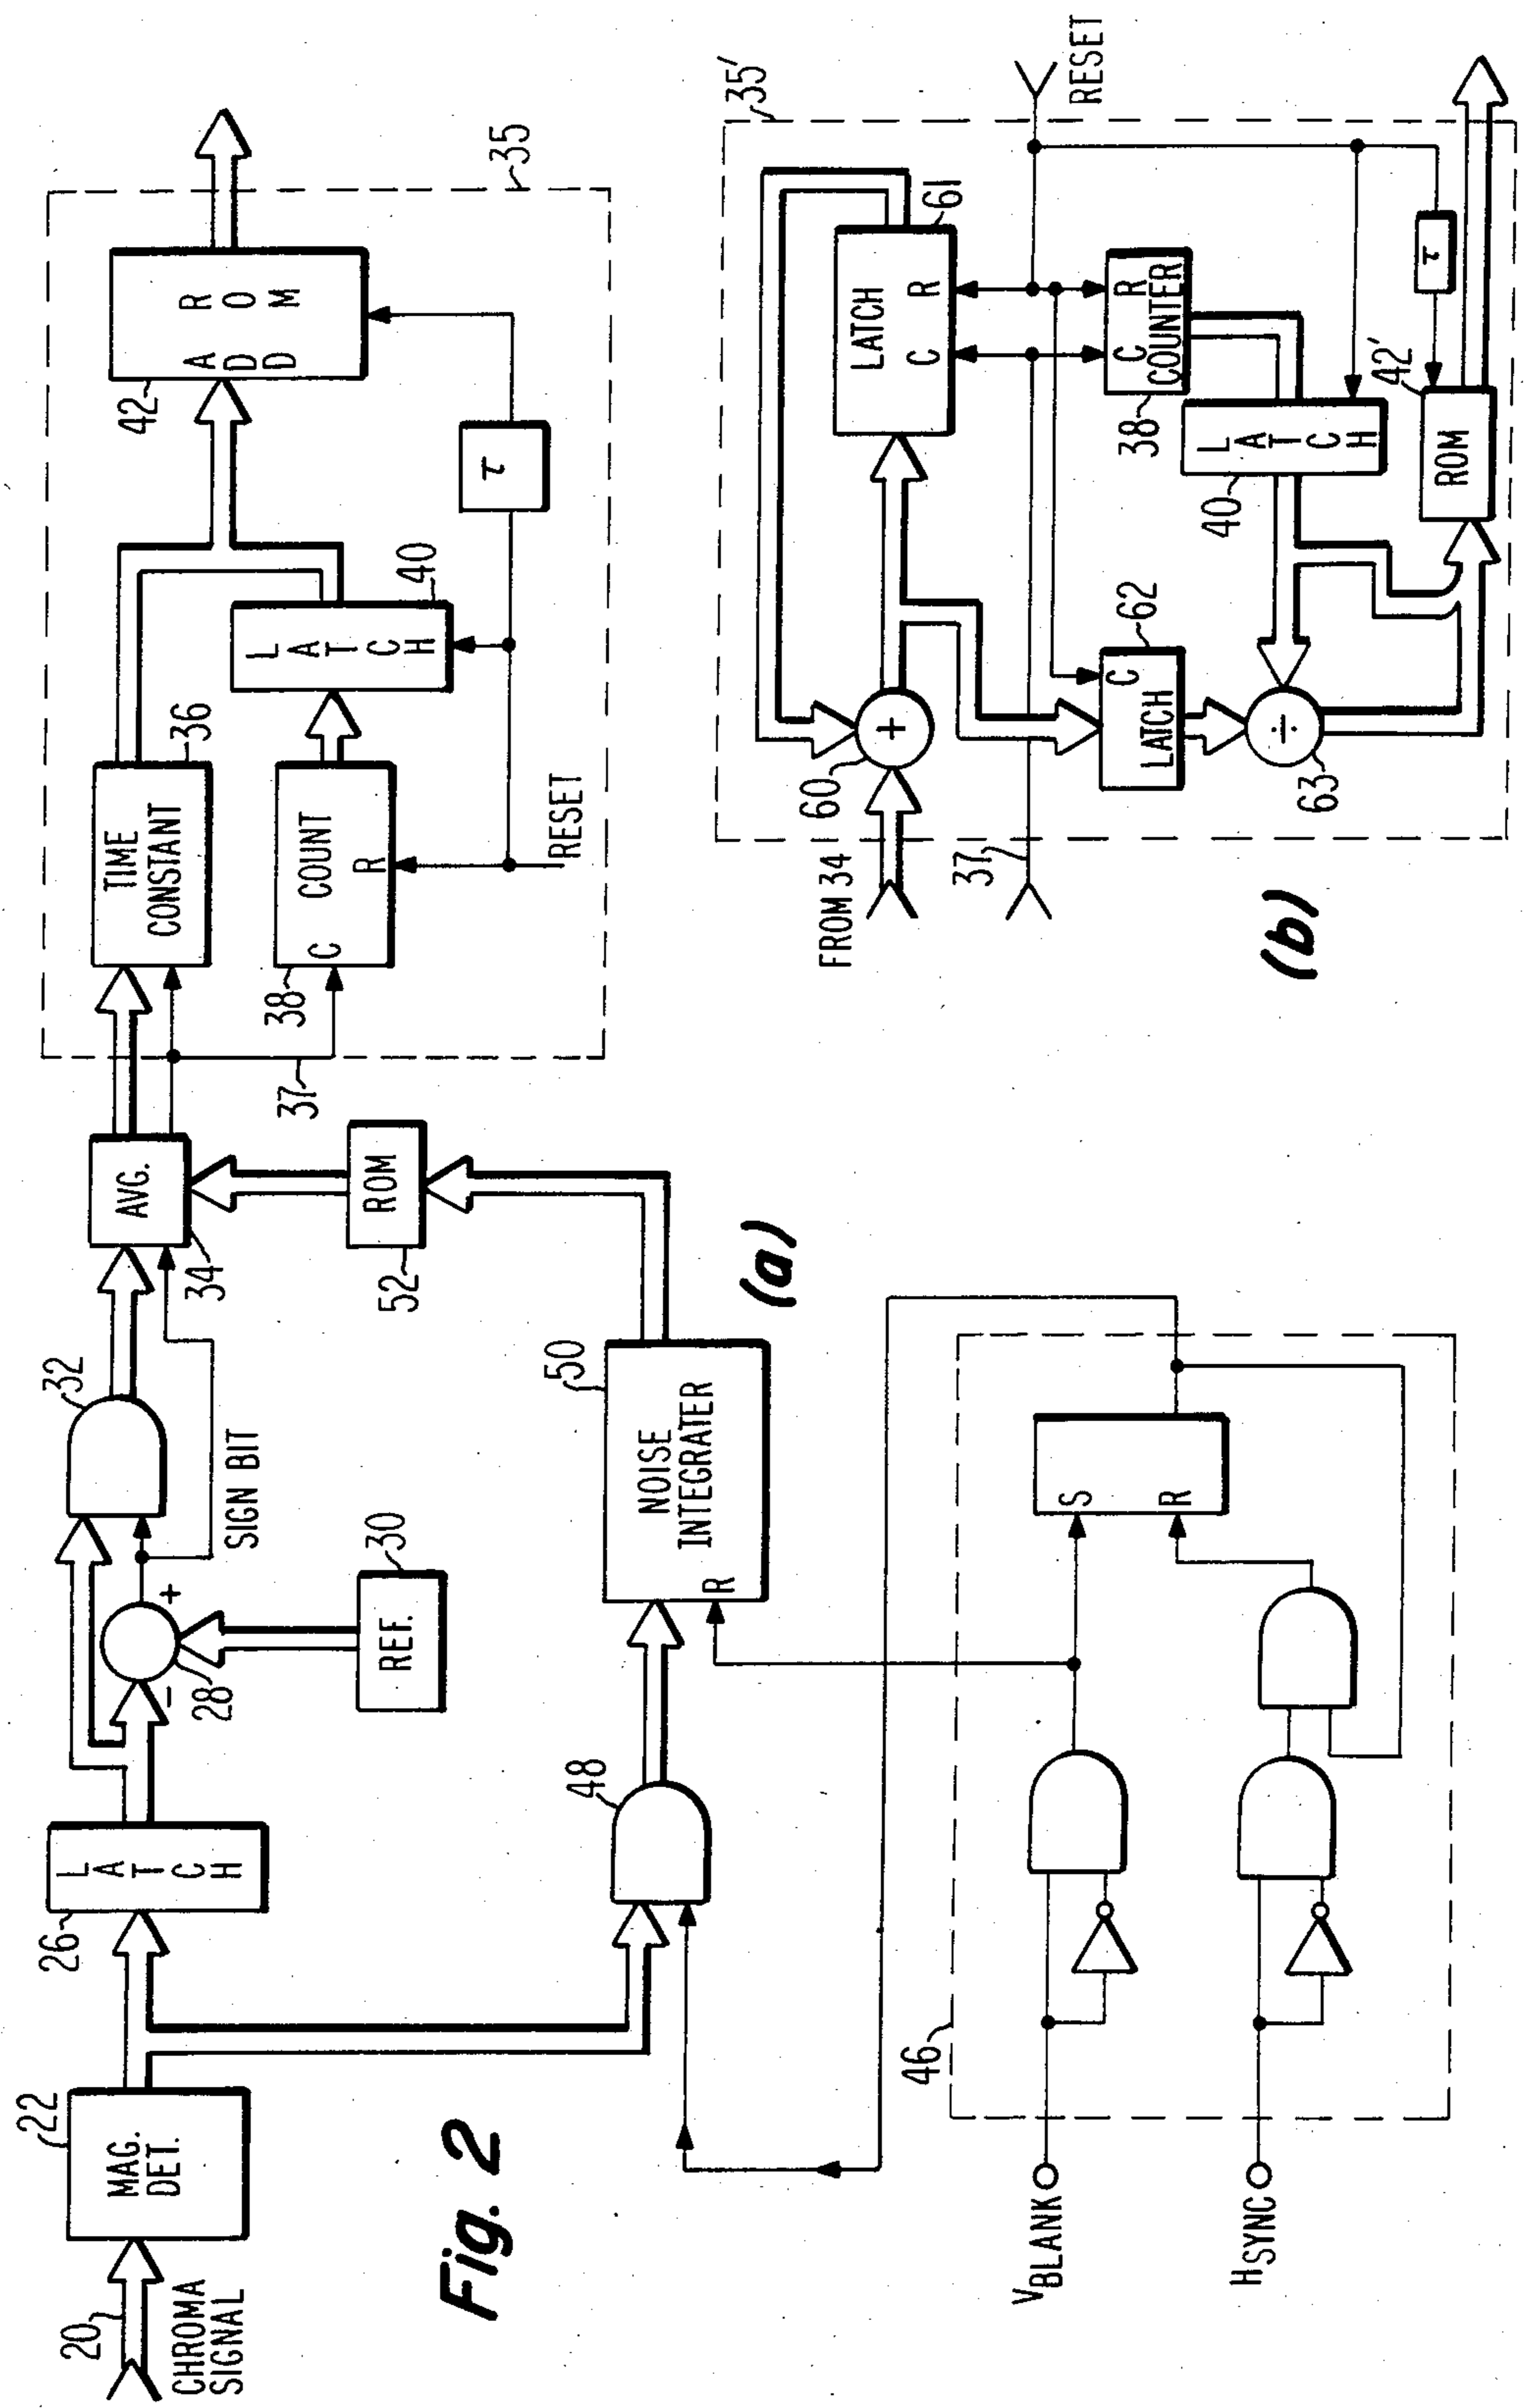 20
CHROMA
SIGNAL
22
MAG.
DET.
26
LATCH
28
-
+
REF.
30
SIGN BIT
32
AVG.
34
ROM
52
37
TIME
CONSTANT
36
C COUNT
R
38
LATCH
40
RESET
τ
ADD
ROM
42
35
48
NOISE
INTEGRATER
R
50
46
VBLANK
HSYNC
S
R
(a)
Fig. 2
FROM 34
37
60
+
LATCH
C R
61
62
C
LATCH
÷
63
C R
COUNTER
38
LATCH
40
ROM
42'
τ
RESET
35'
(b)